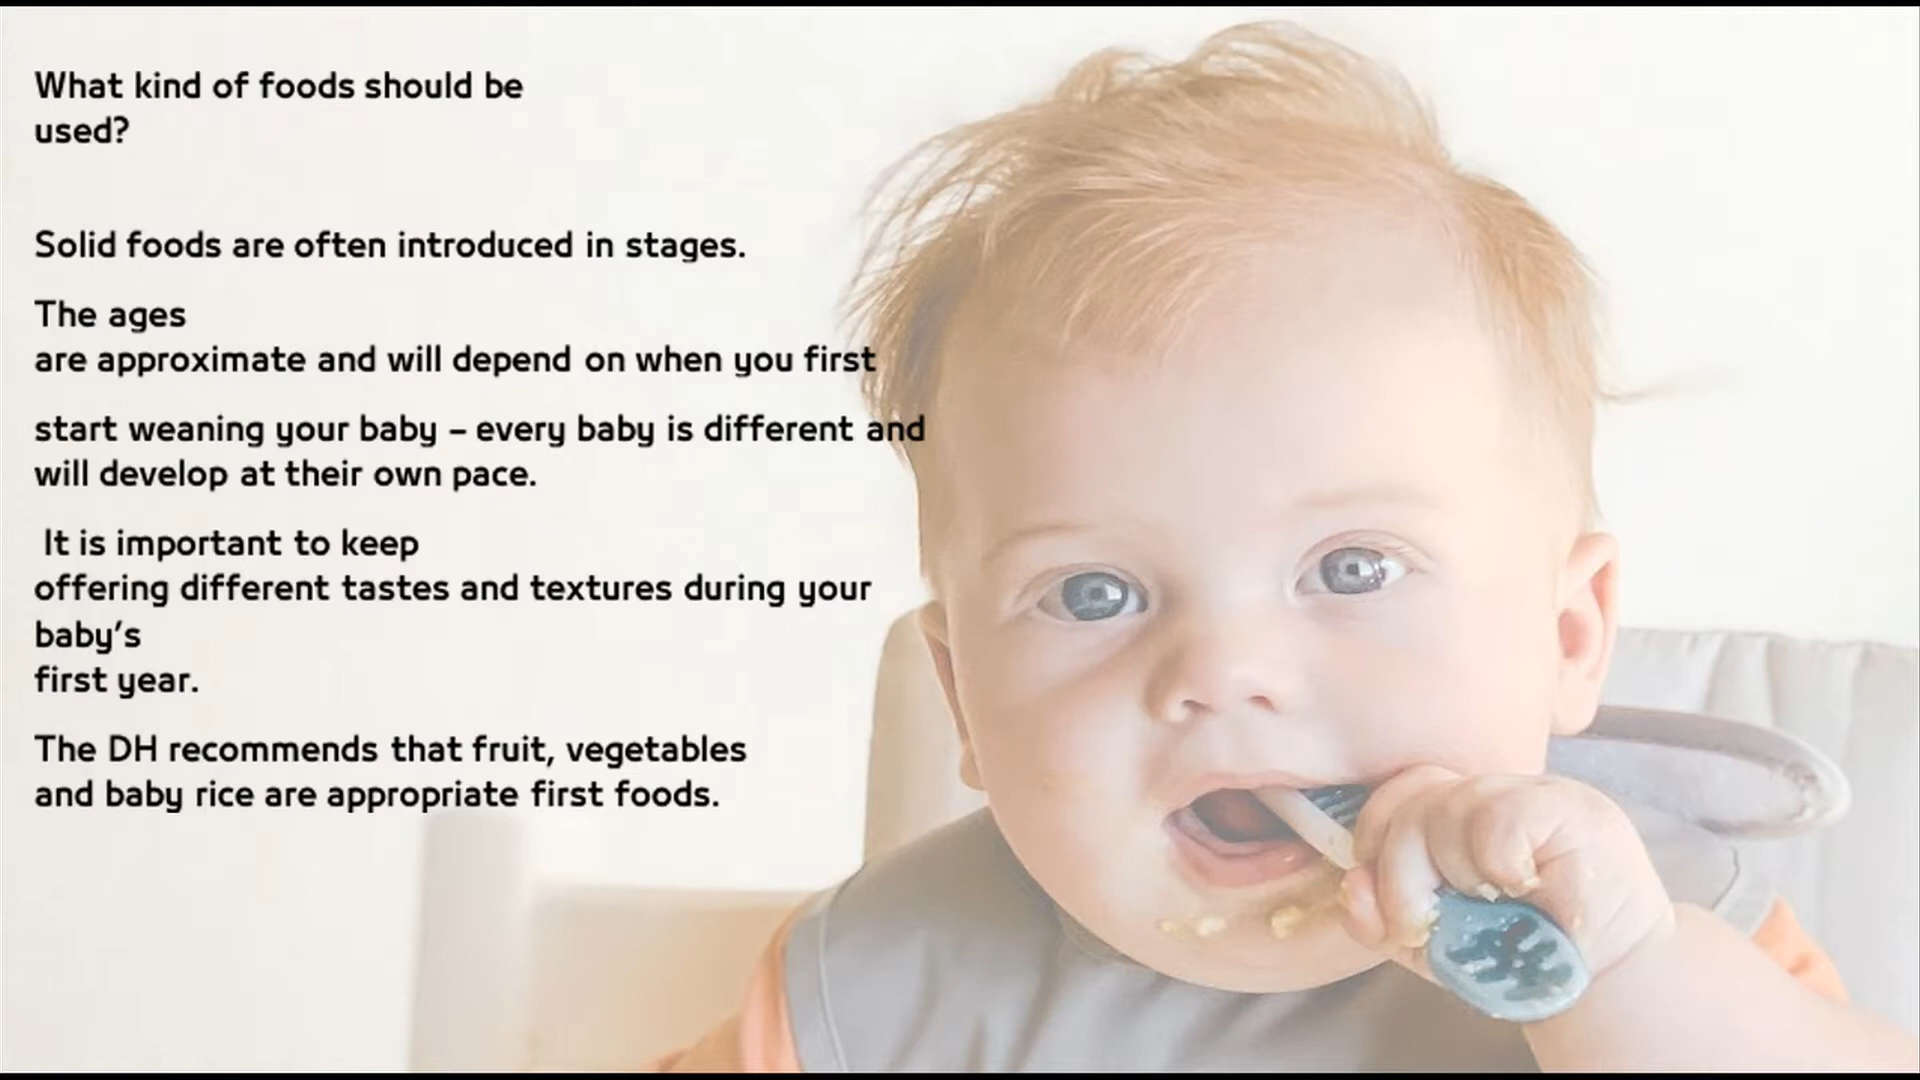 What kind of foods should be
used?
Solid foods are often introduced in stages.
The ages
are approximate and will depend on when you first
start weaning your baby – every baby is different and
will develop at their own pace.
It is important to keep
offering different tastes and textures during your
baby’s
first year.
The DH recommends that fruit, vegetables
and baby rice are appropriate first foods.